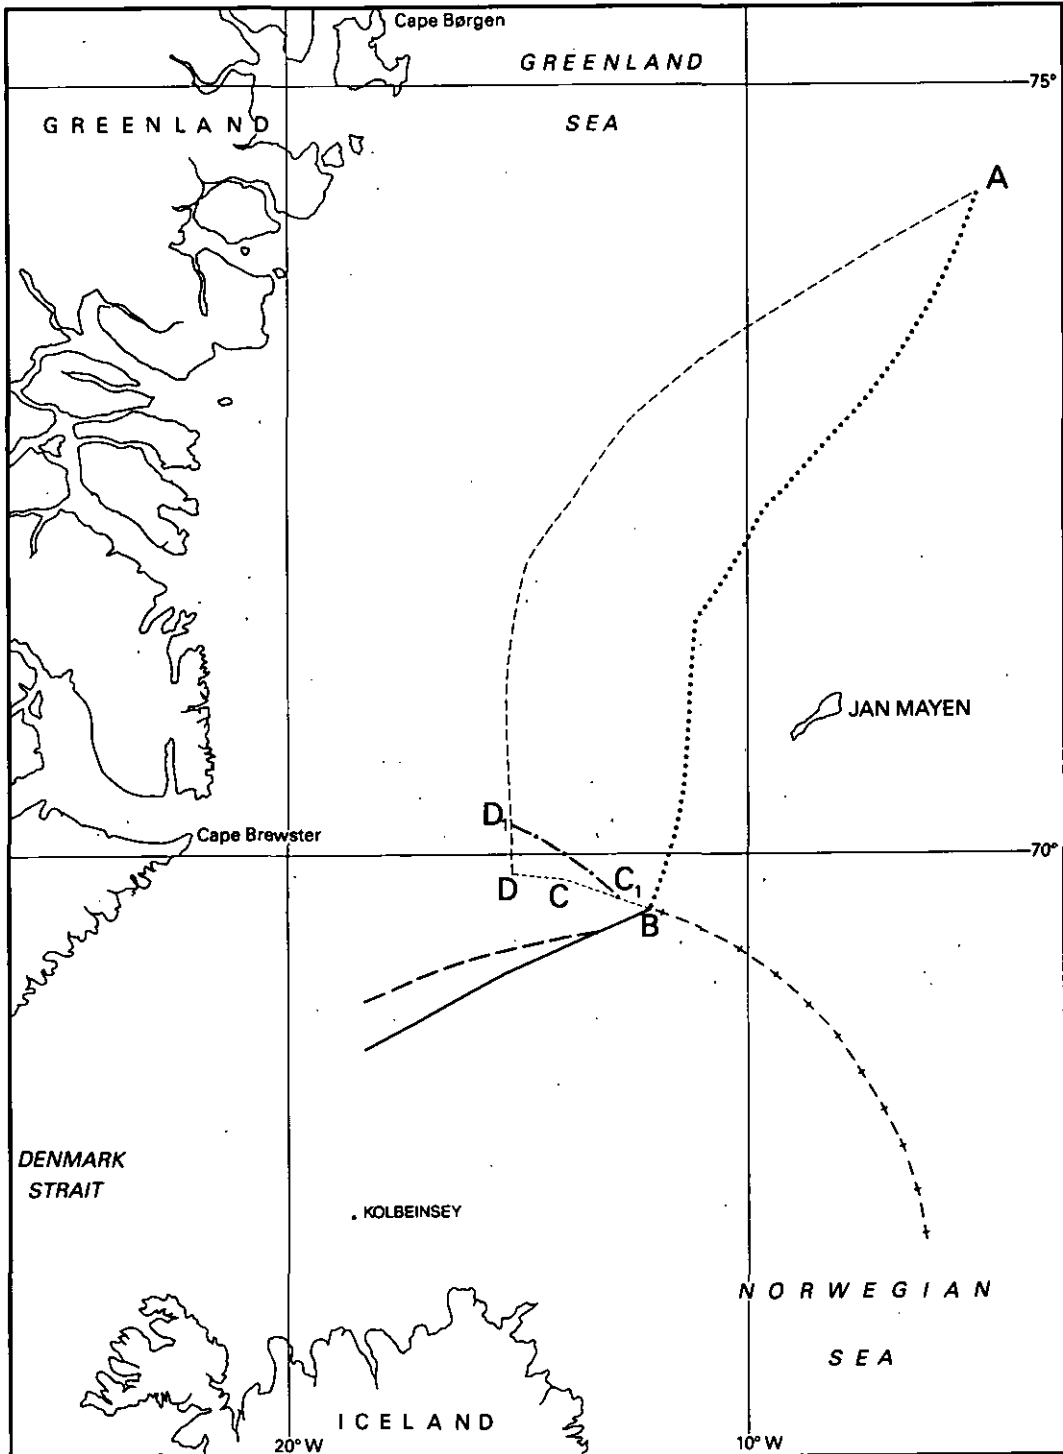 Cape Børgen
GREENLAND
SEA
75°
GREENLAND
A
JAN MAYEN
D₁
Cape Brewster
70°
D
C
C₁
B
DENMARK
STRAIT
KOLBEINSEY
NORWEGIAN
SEA
ICELAND
20° W
10° W